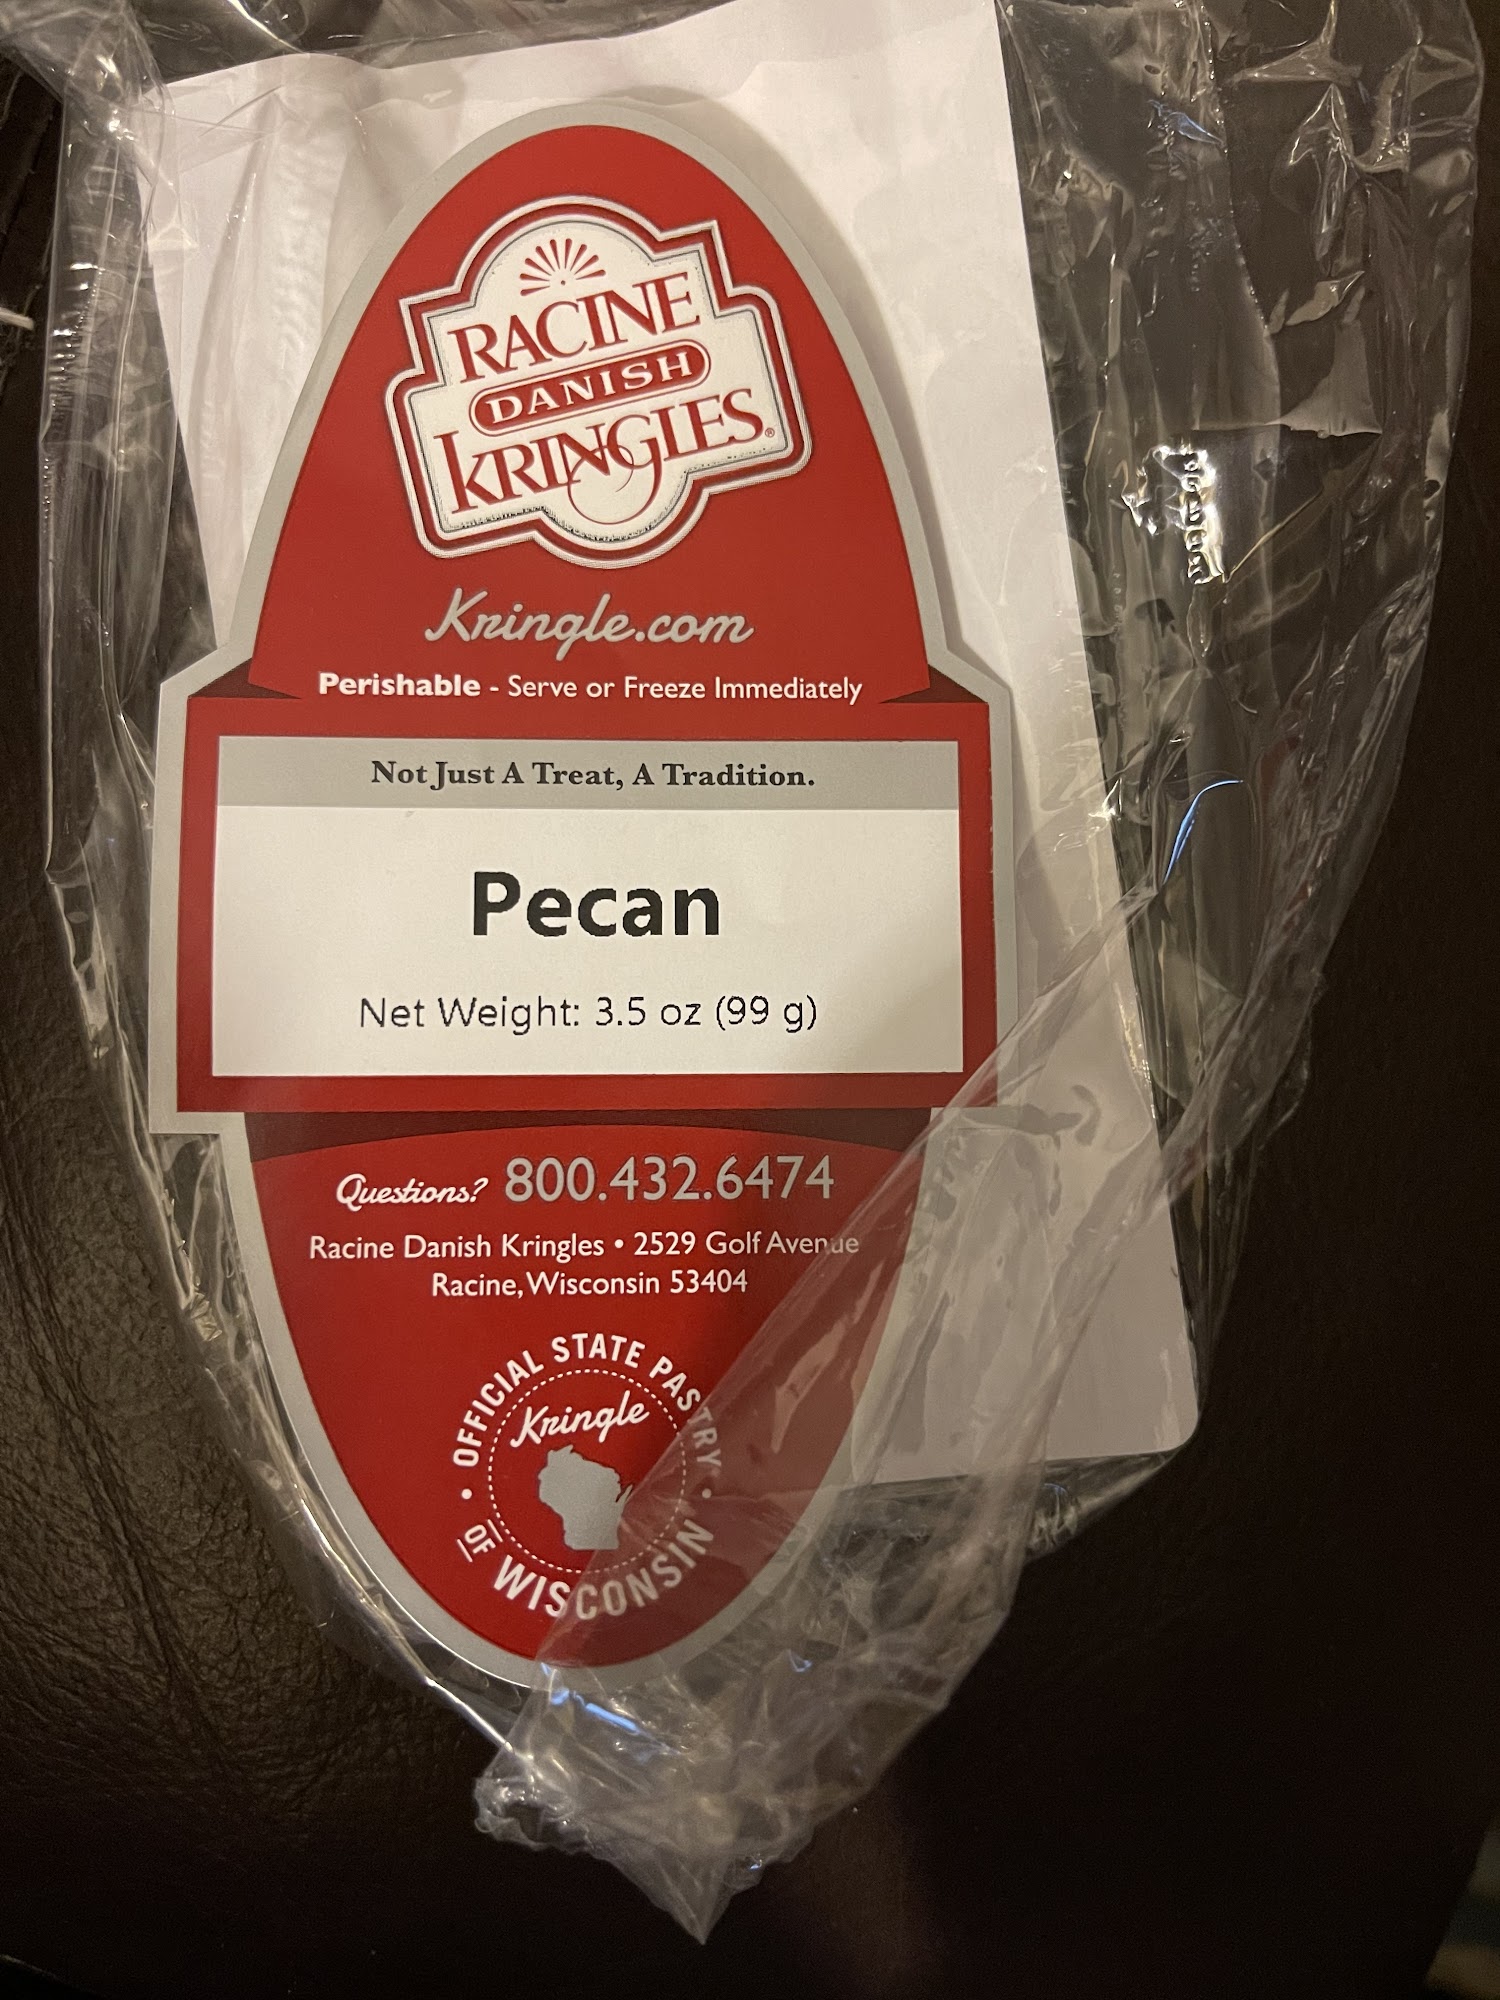 RACINE
DANISH
KRINGLES®
Kringle.com
Perishable - Serve or Freeze Immediately
Not Just A Treat, A Tradition.
Pecan
Net Weight: 3.5 oz (99 g)
Questions? 800.432.6474
Racine Danish Kringles • 2529 Golf Avenue
Racine, Wisconsin 53404
• OFFICIAL STATE PASTRY •
Kringle
OF WISCONSIN